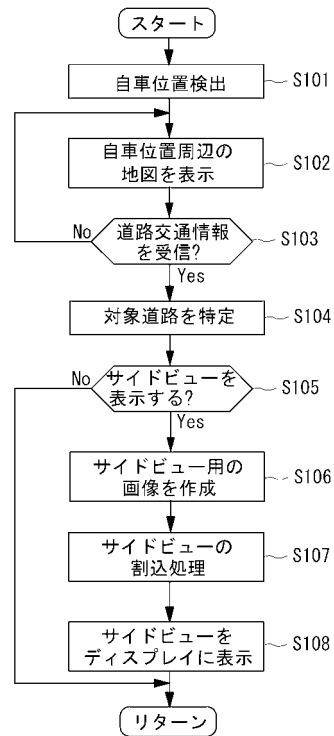 スタート
自車位置検出
S101
自車位置周辺の
地図を表示
S102
No
道路交通情報
を受信?
S103
Yes
対象道路を特定
S104
No
サイドビューを
表示する?
S105
Yes
サイドビュー用の
画像を作成
S106
サイドビューの
割込処理
S107
サイドビューを
ディスプレイに表示
S108
リターン